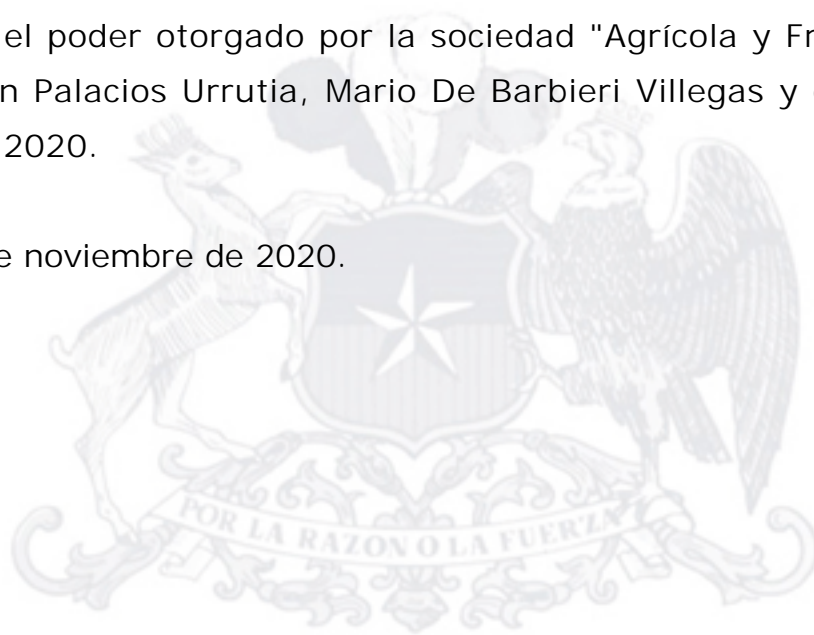 el poder otorgado por la sociedad "Agrícola y Fr
n Palacios Urrutia, Mario De Barbieri Villegas y
2020.
e noviembre de 2020.
POR LA RAZON O LA FUERZA